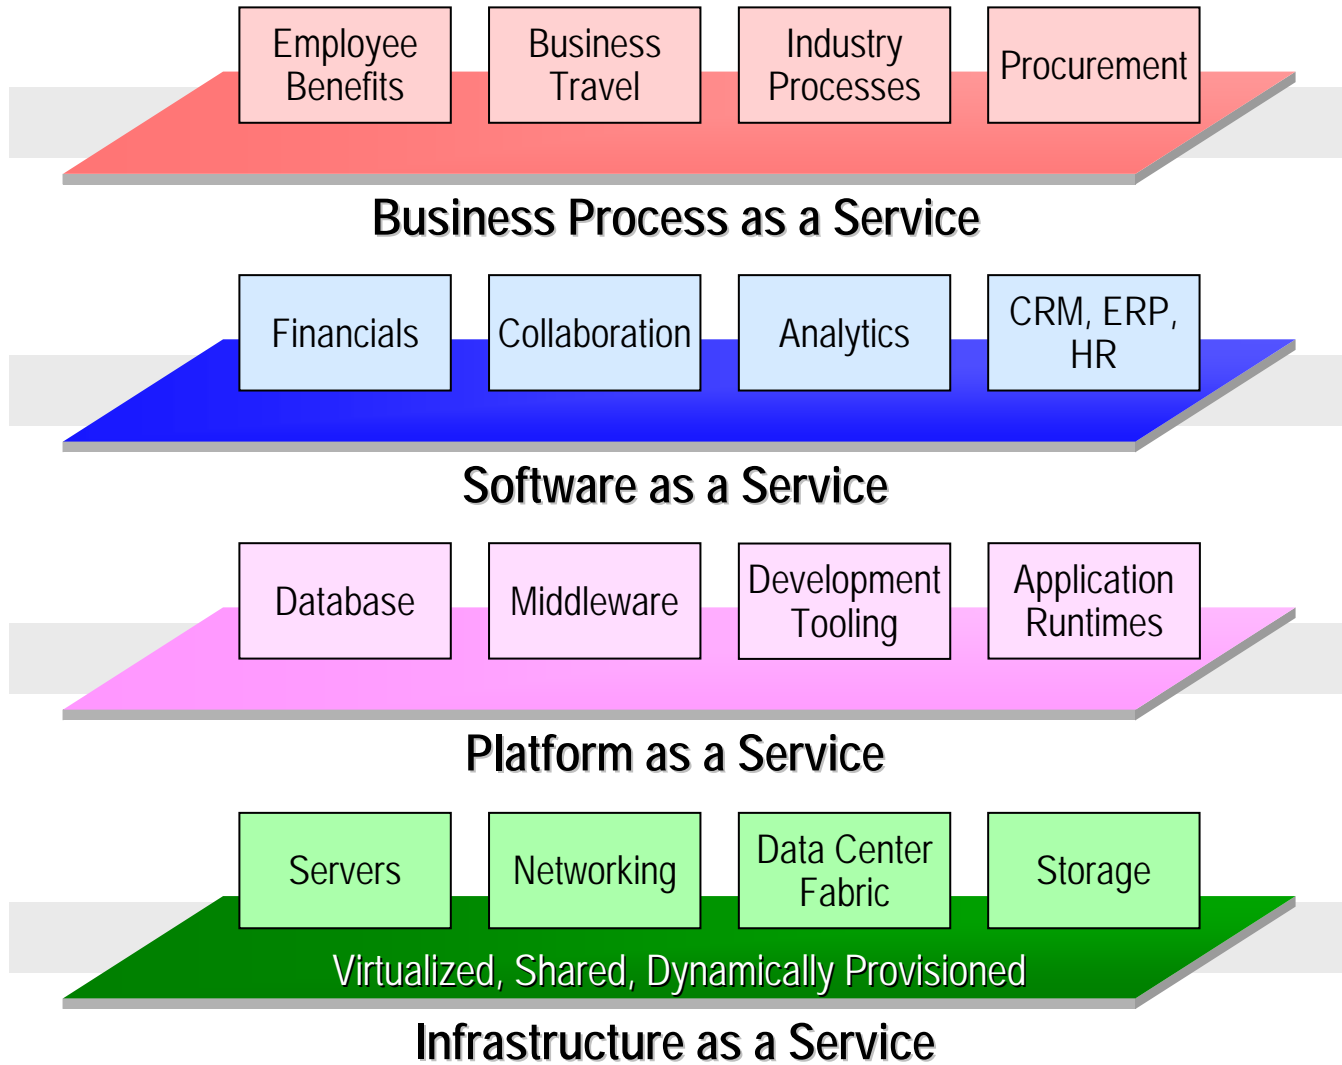 Employee
Benefits
Business
Travel
Industry
Processes
Procurement
Business Process as a Service
Financials
Collaboration
Analytics
CRM, ERP,
HR
Software as a Service
Database
Middleware
Development
Tooling
Application
Runtimes
Platform as a Service
Servers
Networking
Data Center
Fabric
Storage
Virtualized, Shared, Dynamically Provisioned
Infrastructure as a Service